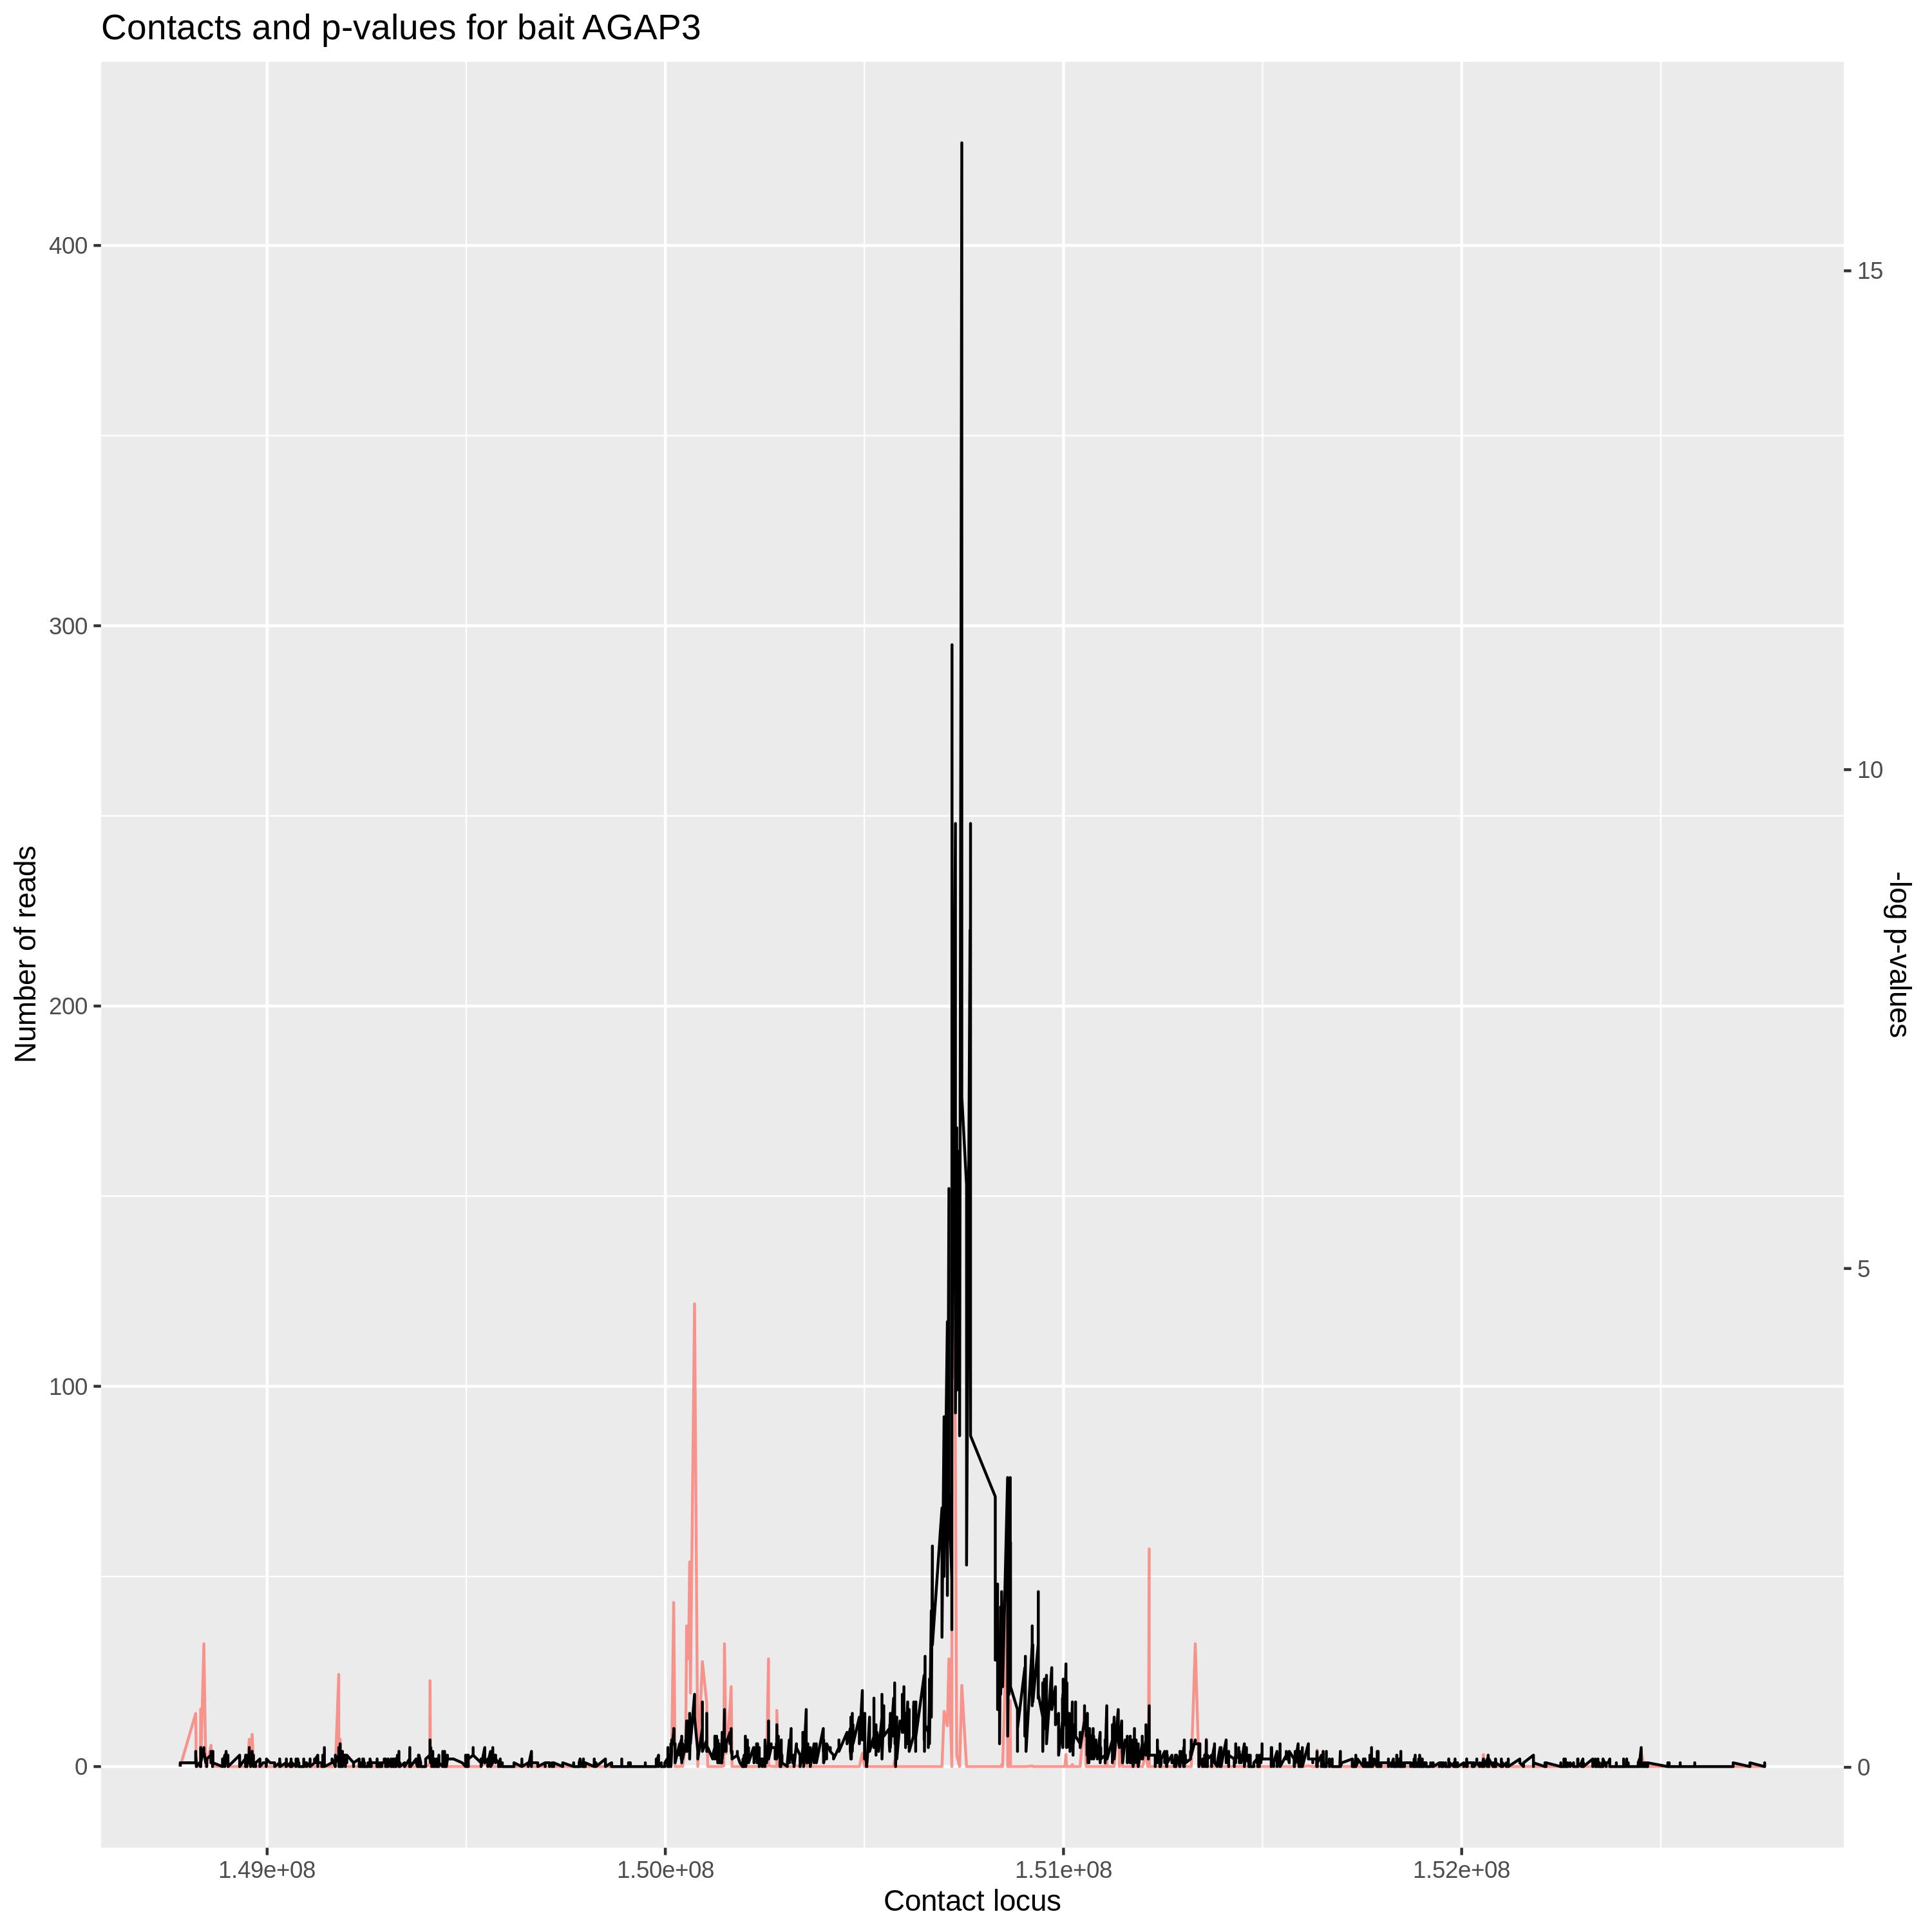 Contacts and p-values for bait AGAP3
400
300
200
100
0
Number of reads
15
10
5
0
-log p-values
1.49e+08
1.50e+08
1.51e+08
1.52e+08
Contact locus